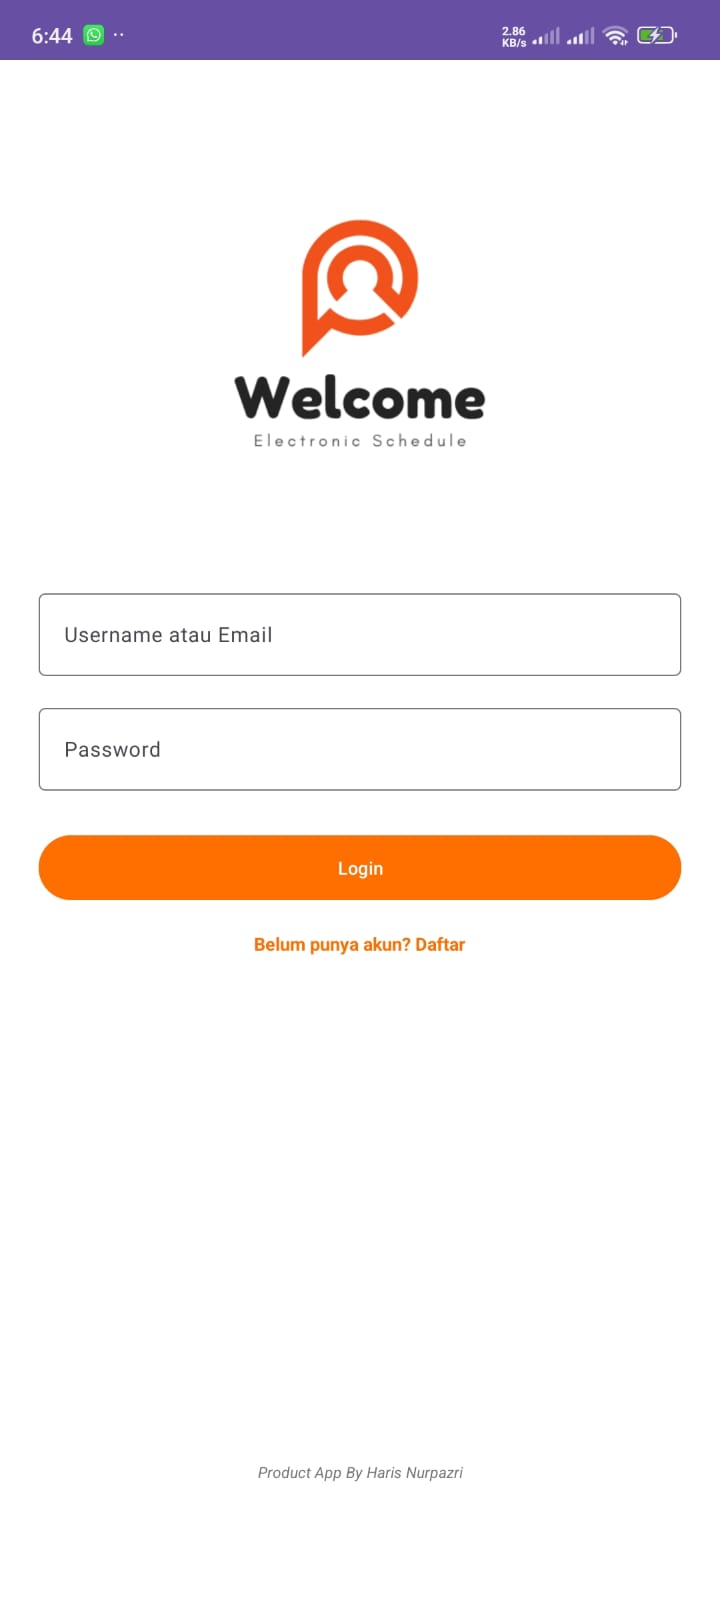 6:44
2.86
KB/s
Welcome
Electronic Schedule
Username atau Email
Password
Login
Belum punya akun? Daftar
Product App By Haris Nurpazri